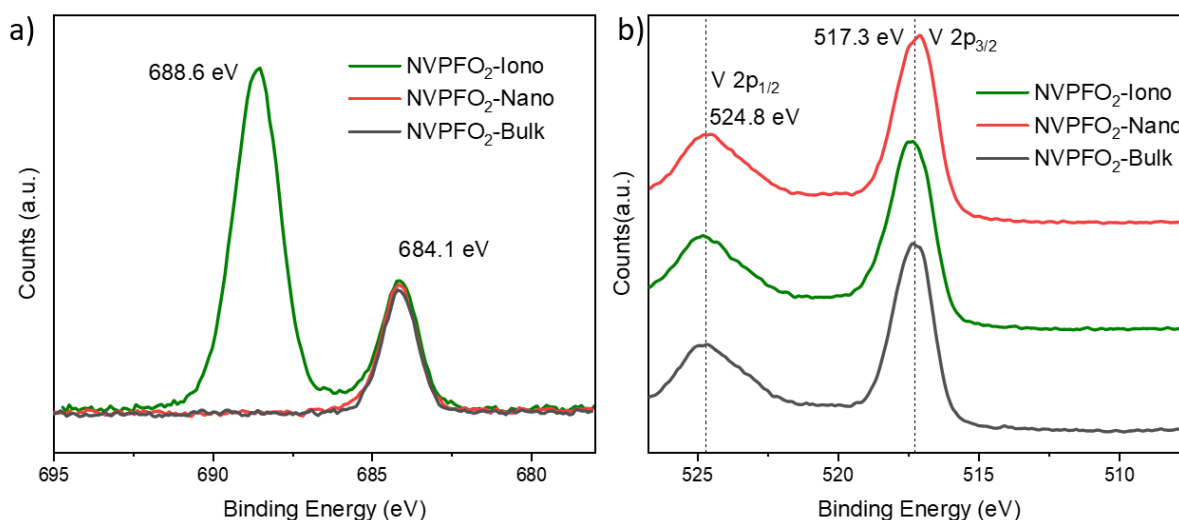 a)
688.6 eV
NVPFO₂-Iono
NVPFO₂-Nano
NVPFO₂-Bulk
684.1 eV
Counts (a.u.)
695 690 685 680
Binding Energy (eV)
b)
517.3 eV V 2p₃/₂
V 2p₁/₂
524.8 eV
NVPFO₂-Iono
NVPFO₂-Nano
NVPFO₂-Bulk
Counts(a.u.)
525 520 515 510
Binding Energy (eV)